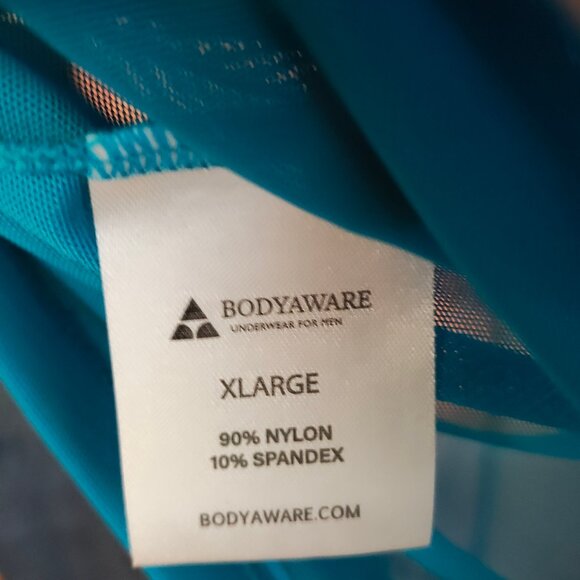 BODYAWARE
UNDERWEAR FOR MEN
XLARGE
90% NYLON
10% SPANDEX
BODYAWARE.COM